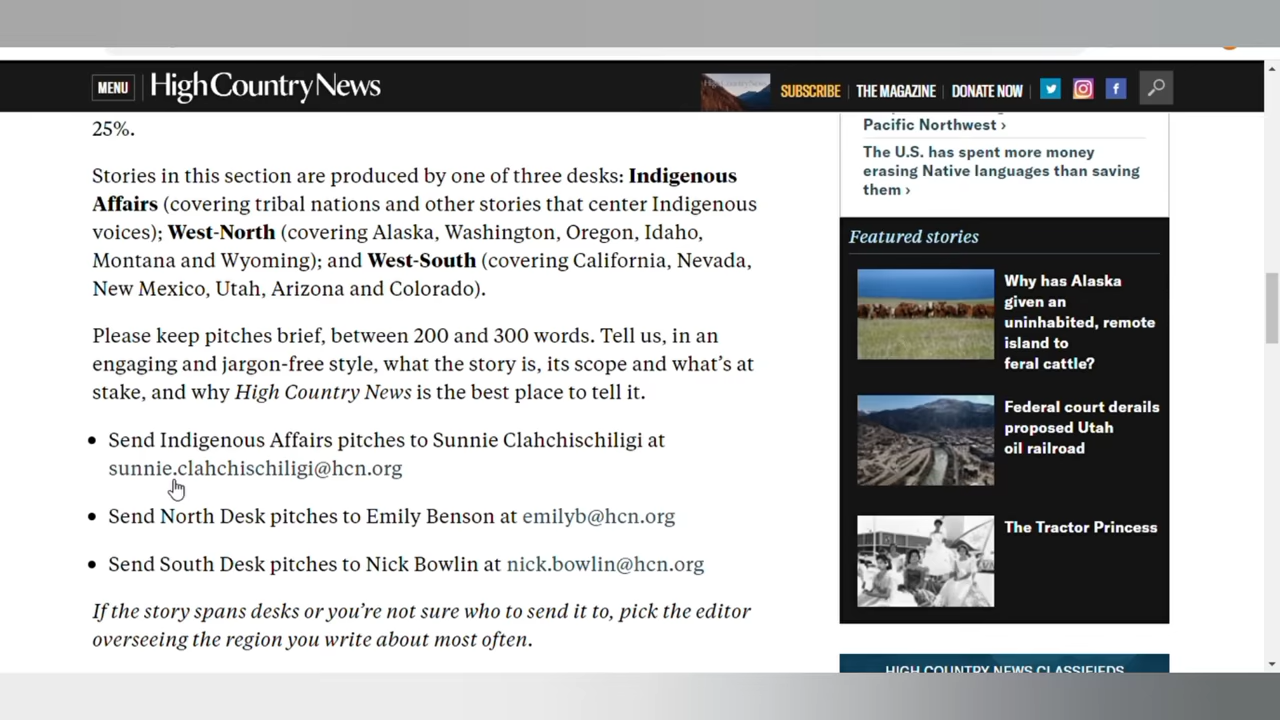 MENU
High Country News
SUBSCRIBE
THE MAGAZINE
DONATE NOW
25%.
Stories in this section are produced by one of three desks: Indigenous
Affairs (covering tribal nations and other stories that center Indigenous
voices); West-North (covering Alaska, Washington, Oregon, Idaho,
Montana and Wyoming); and West-South (covering California, Nevada,
New Mexico, Utah, Arizona and Colorado).
Please keep pitches brief, between 200 and 300 words. Tell us, in an
engaging and jargon-free style, what the story is, its scope and what’s at
stake, and why High Country News is the best place to tell it.
• Send Indigenous Affairs pitches to Sunnie Clahchischiligi at
sunnie.clahchischiligi@hcn.org
• Send North Desk pitches to Emily Benson at emilyb@hcn.org
• Send South Desk pitches to Nick Bowlin at nick.bowlin@hcn.org
If the story spans desks or you’re not sure who to send it to, pick the editor
overseeing the region you write about most often.
Pacific Northwest ›
The U.S. has spent more money
erasing Native languages than saving
them ›
Featured stories
Why has Alaska
given an
uninhabited, remote
island to
feral cattle?
Federal court derails
proposed Utah
oil railroad
The Tractor Princess
HIGH COUNTRY NEWS CLASSIFIEDS